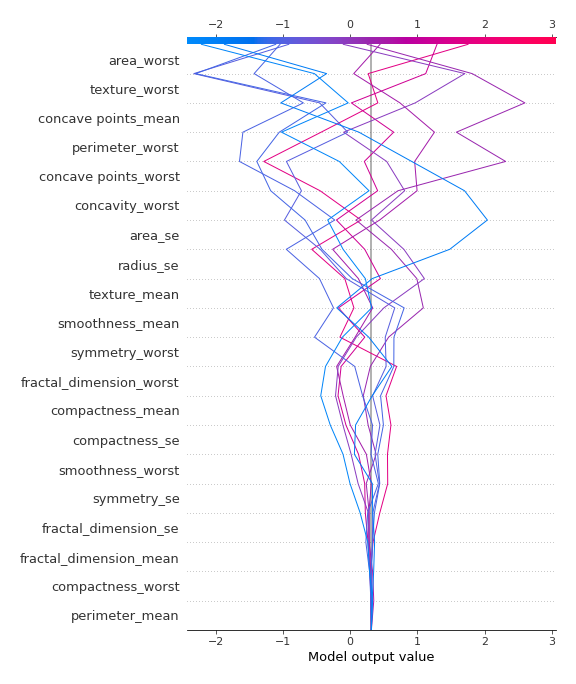 −2 −1 0 1 2 3
area_worst
texture_worst
concave points_mean
perimeter_worst
concave points_worst
concavity_worst
area_se
radius_se
texture_mean
smoothness_mean
symmetry_worst
fractal_dimension_worst
compactness_mean
compactness_se
smoothness_worst
symmetry_se
fractal_dimension_se
fractal_dimension_mean
compactness_worst
perimeter_mean
−2 −1 0 1 2 3
Model output value